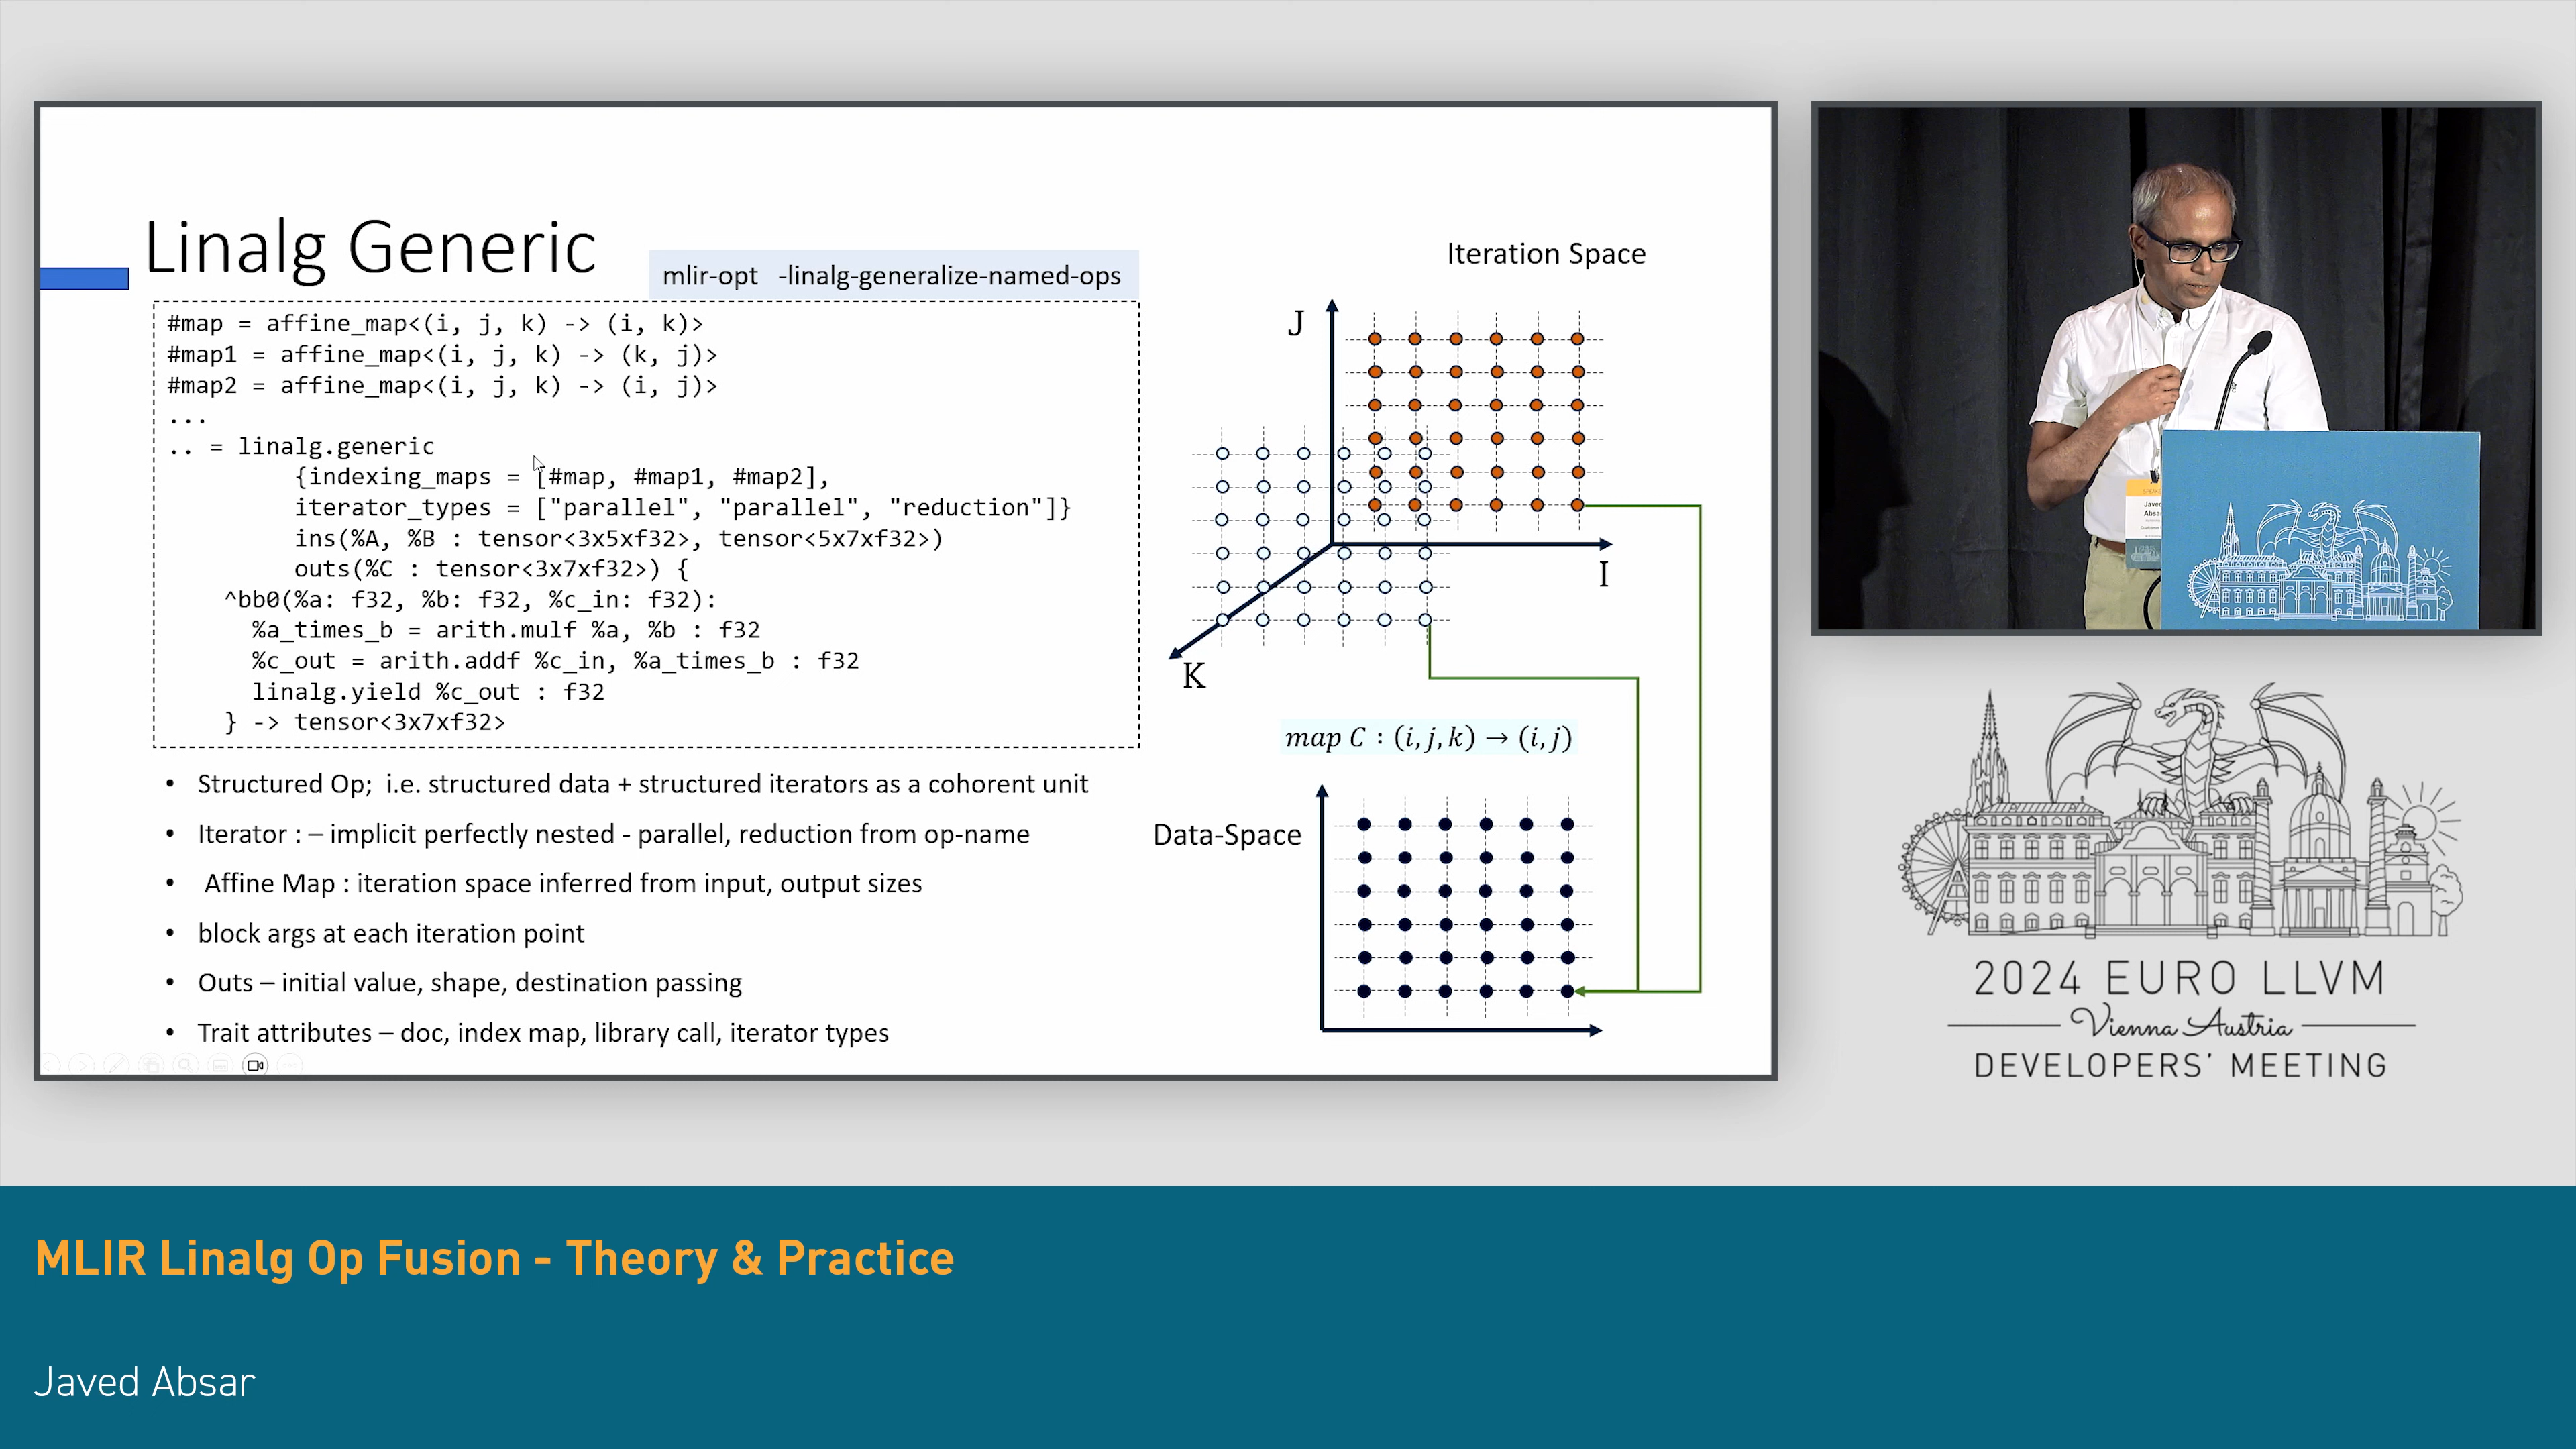 Linalg Generic
mlir-opt -linalg-generalize-named-ops
#map = affine_map<(i, j, k) -> (i, k)>
#map1 = affine_map<(i, j, k) -> (k, j)>
#map2 = affine_map<(i, j, k) -> (i, j)>
...
.. = linalg.generic
{indexing_maps = [#map, #map1, #map2],
iterator_types = ["parallel", "parallel", "reduction"]}
ins(%A, %B : tensor<3x5xf32>, tensor<5x7xf32>)
outs(%C : tensor<3x7xf32>) {
^bb0(%a: f32, %b: f32, %c_in: f32):
%a_times_b = arith.mulf %a, %b : f32
%c_out = arith.addf %c_in, %a_times_b : f32
linalg.yield %c_out : f32
} -> tensor<3x7xf32>
• Structured Op; i.e. structured data + structured iterators as a cohorent unit
• Iterator : – implicit perfectly nested - parallel, reduction from op-name
• Affine Map : iteration space inferred from input, output sizes
• block args at each iteration point
• Outs – initial value, shape, destination passing
• Trait attributes – doc, index map, library call, iterator types
Iteration Space
J
I
K
map C : (i, j, k) → (i, j)
Data-Space
Javed
Absar
2024 EURO LLVM
Vienna Austria
DEVELOPERS' MEETING
MLIR Linalg Op Fusion - Theory & Practice
Javed Absar